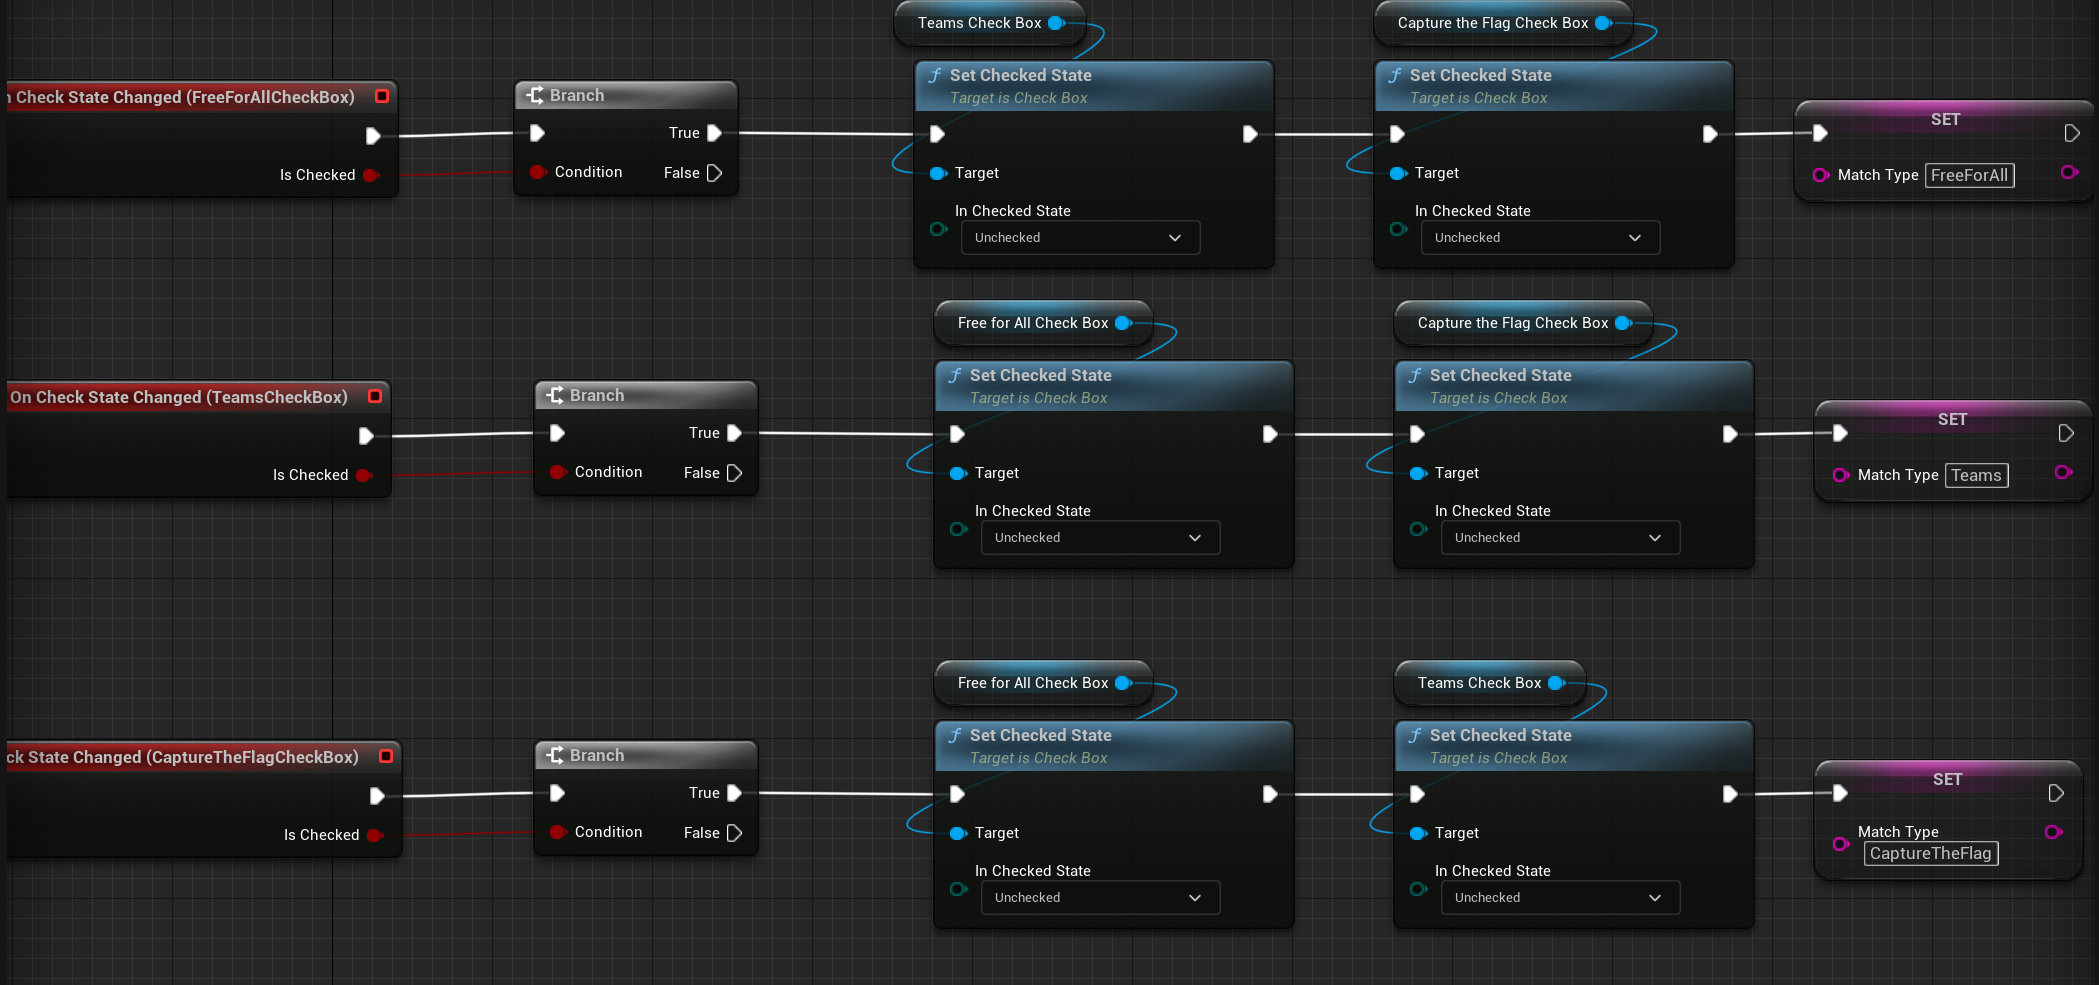 Teams Check Box
Capture the Flag Check Box
Check State Changed (FreeForAllCheckBox)
Is Checked
Branch
True
Condition
False
Set Checked State
Target is Check Box
Target
In Checked State
Unchecked
Set Checked State
Target is Check Box
Target
In Checked State
Unchecked
SET
Match Type FreeForAll
Free for All Check Box
Capture the Flag Check Box
On Check State Changed (TeamsCheckBox)
Is Checked
Branch
True
Condition
False
Set Checked State
Target is Check Box
Target
In Checked State
Unchecked
Set Checked State
Target is Check Box
Target
In Checked State
Unchecked
SET
Match Type Teams
Free for All Check Box
Teams Check Box
ck State Changed (CaptureTheFlagCheckBox)
Is Checked
Branch
True
Condition
False
Set Checked State
Target is Check Box
Target
In Checked State
Unchecked
Set Checked State
Target is Check Box
Target
In Checked State
Unchecked
SET
Match Type
CaptureTheFlag